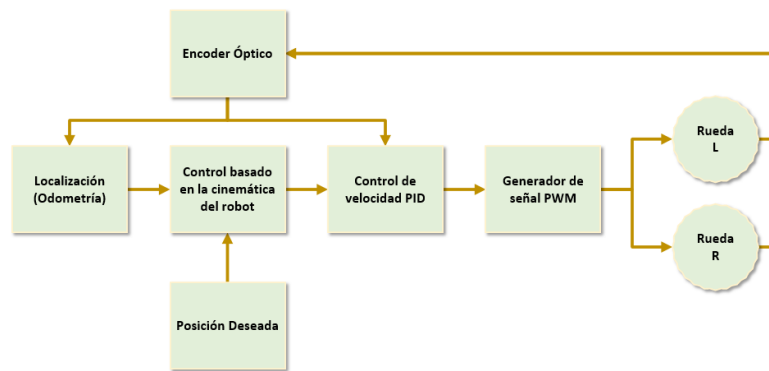 Encoder Óptico
Localización
(Odometría)
Control basado
en la cinemática
del robot
Control de
velocidad PID
Generador de
señal PWM
Rueda
L
Rueda
R
Posición Deseada